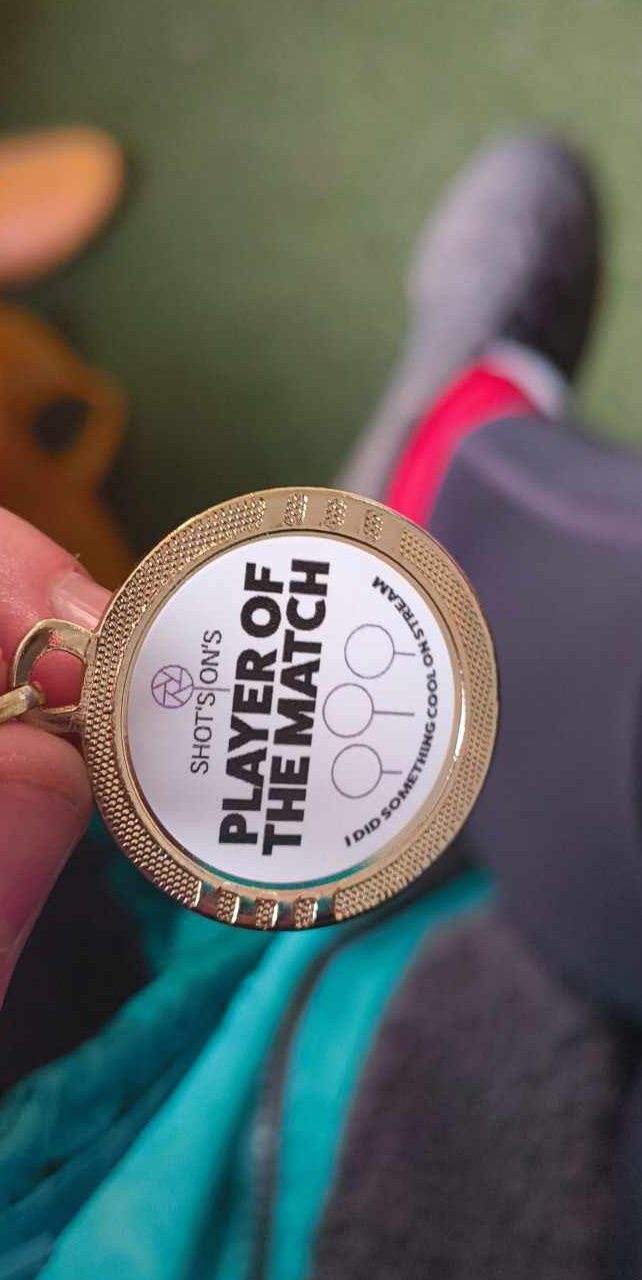 SHOT'S|ON'S
PLAYER OF
THE MATCH
I DID SOMETHING COOL ON STREAM